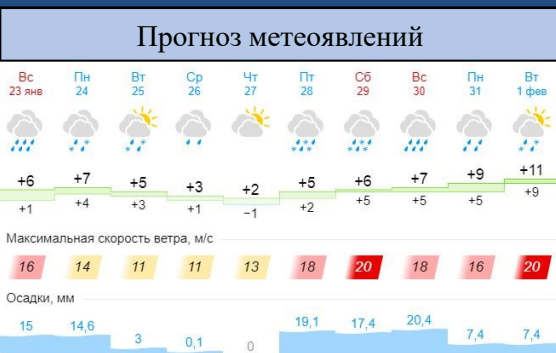 Прогноз метеоявлений
Вс Пн Вт Ср Чт Пт Сб Вс Пн Вт
23 янв 24 25 26 27 28 29 30 31 1 фев
+6 +7 +5 +3 +2 +5 +6 +7 +9 +11
+1 +4 +3 +1 −1 +2 +5 +5 +5 +9
Максимальная скорость ветра, м/с
16 14 11 11 13 18 20 18 16 20
Осадки, мм
15 14,6 3 0,1 0 19,1 17,4 20,4 7,4 7,4